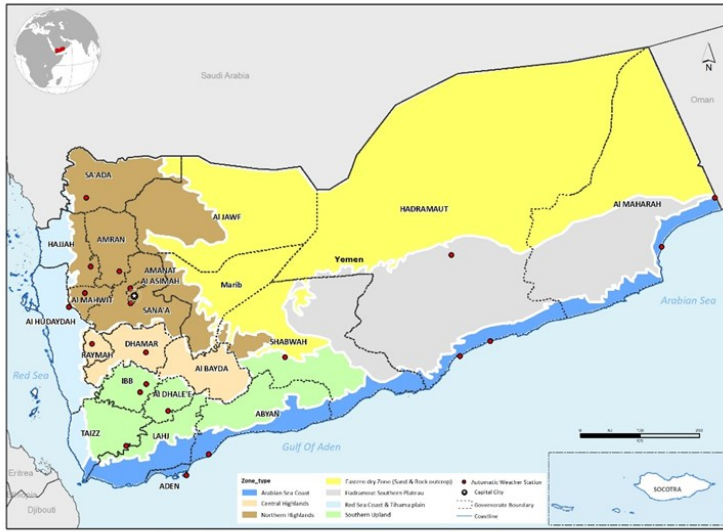 Saudi Arabia
N
Oman
SA'ADA
Al JAWF
HADRAMAUT
Al MAHARAH
HAJJAH
AMRAN
AMANAT
Al ASIMAH
Yemen
Marib
Al MAHWIT
SANA'A
Al HUDAYDAH
Arabian Sea
DHAMAR
RAYMAH
SHABWAH
Al BAYDA
Red Sea
IBB
Al DHALE'E
ABYAN
TAIZZ
LAHJ
Gulf Of Aden
Eritrea
ADEN
Djibouti
SOCOTRA
Zone_type
Arabian Sea Coast
Central Highlands
Northern Highlands
Eastern dry Zone (Sand & Rock outcrop)
Hadramout Southern Plateau
Red Sea Coast & Tihama plain
Southern Upland
Automatic Weather Station
Capital City
Governorate Boundary
Coastline